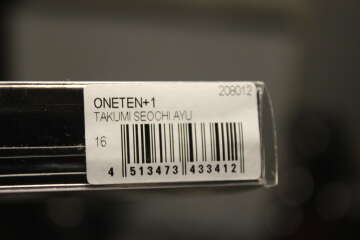 208012
ONETEN+1
TAKUMI SEOCHI AYU
16
4 513473 433412